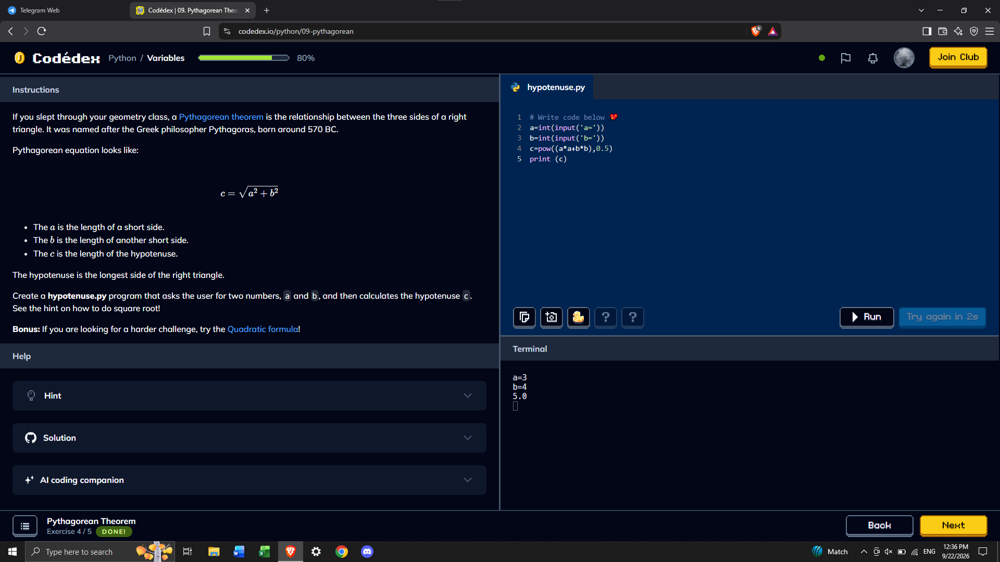 Telegram Web
Codédex | 09. Pythagorean Theo
codedex.io/python/09-pythagorean
8
Codédex
Python / Variables
80%
Join Club
Instructions
If you slept through your geometry class, a Pythagorean theorem is the relationship between the three sides of a right
triangle. It was named after the Greek philosopher Pythagoras, born around 570 BC.
Pythagorean equation looks like:
c = √a² + b²
• The a is the length of a short side.
• The b is the length of another short side.
• The c is the length of the hypotenuse.
The hypotenuse is the longest side of the right triangle.
Create a hypotenuse.py program that asks the user for two numbers, a and b, and then calculates the hypotenuse c.
See the hint on how to do square root!
Bonus: If you are looking for a harder challenge, try the Quadratic formula!
Help
Hint
Solution
AI coding companion
hypotenuse.py
1 # Write code below 💖
2 a=int(input('a='))
3 b=int(input('b='))
4 c=pow((a*a+b*b),0.5)
5 print (c)
? ?
Run
Try again in 2s
Terminal
a=3
b=4
5.0
Pythagorean Theorem
Exercise 4 / 5 DONE!
Back
Next
Type here to search
Match
ENG
12:36 PM
9/22/2026